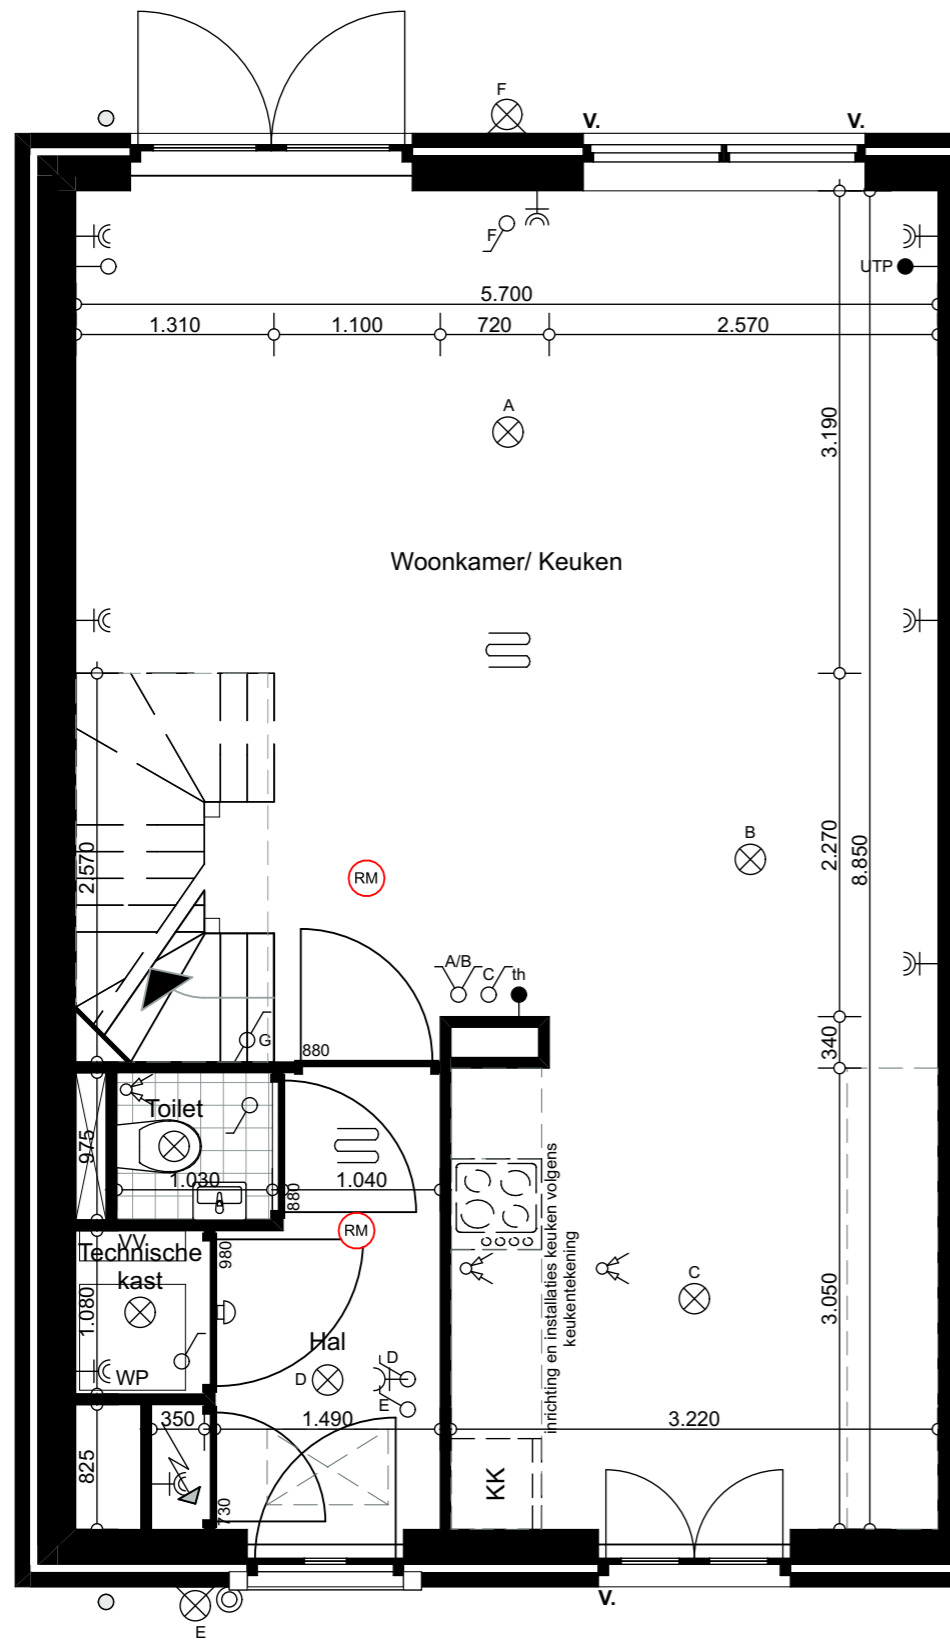 F
V.
V.
F
UTP
5.700
1.310
1.100
720
2.570
A
3.190
Woonkamer/ Keuken
B
2.570
2.270
8.850
RM
A/B
C
th
G
880
340
Toilet
975
1.030
880
1.040
RM
VV
Technische
kast
980
1.080
WP
Hal
D
D
E
inrichting en installaties keuken volgens
keukentekening
C
3.050
350
1.490
3.220
825
730
KK
V.
E